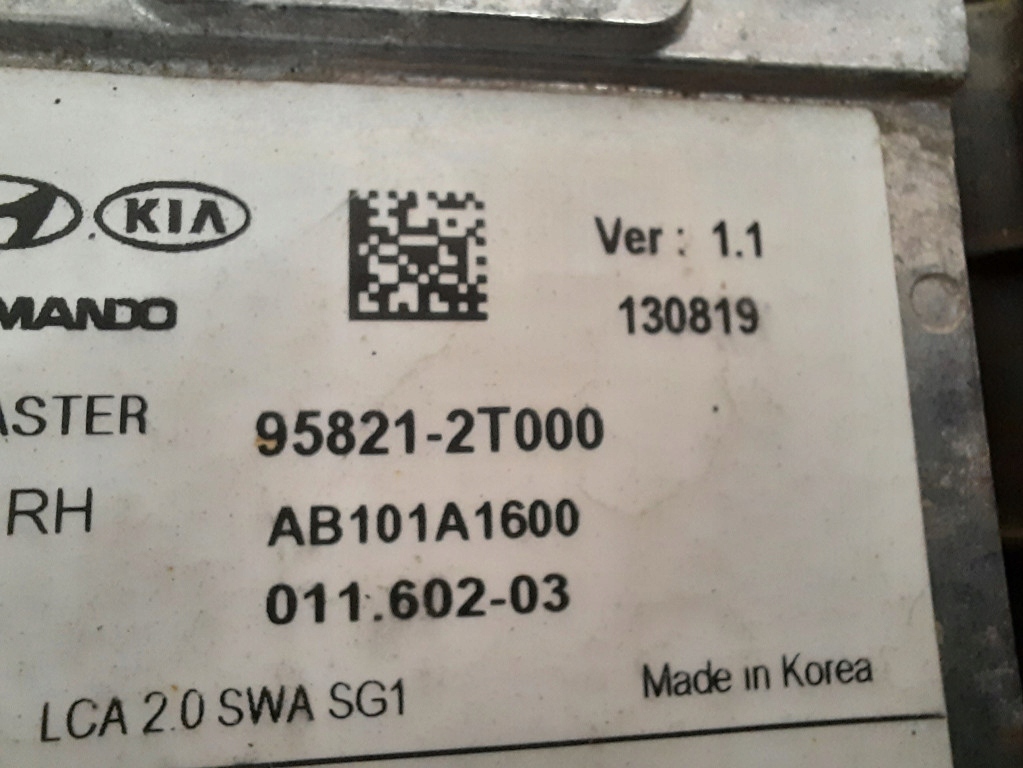 KIA
Ver : 1.1
MANDO
130819
ASTER 95821-2T000
RH AB101A1600
011.602-03
LCA 2.0 SWA SG1
Made in Korea